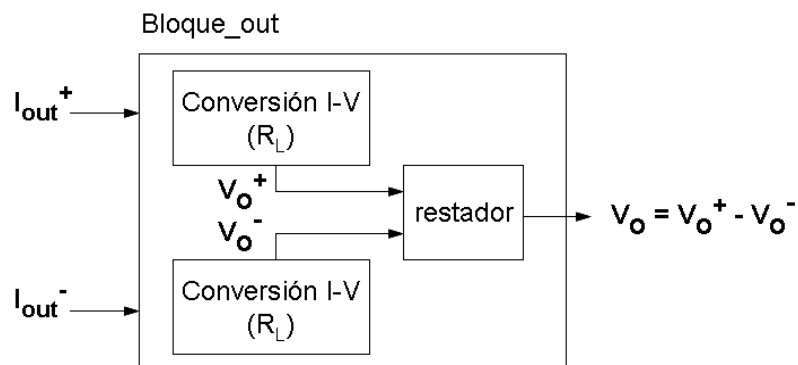 Bloque_out
Iout+
Conversión I-V
(RL)
Vo+
Vo-
restador
Vo = Vo+ - Vo-
Iout-
Conversión I-V
(RL)